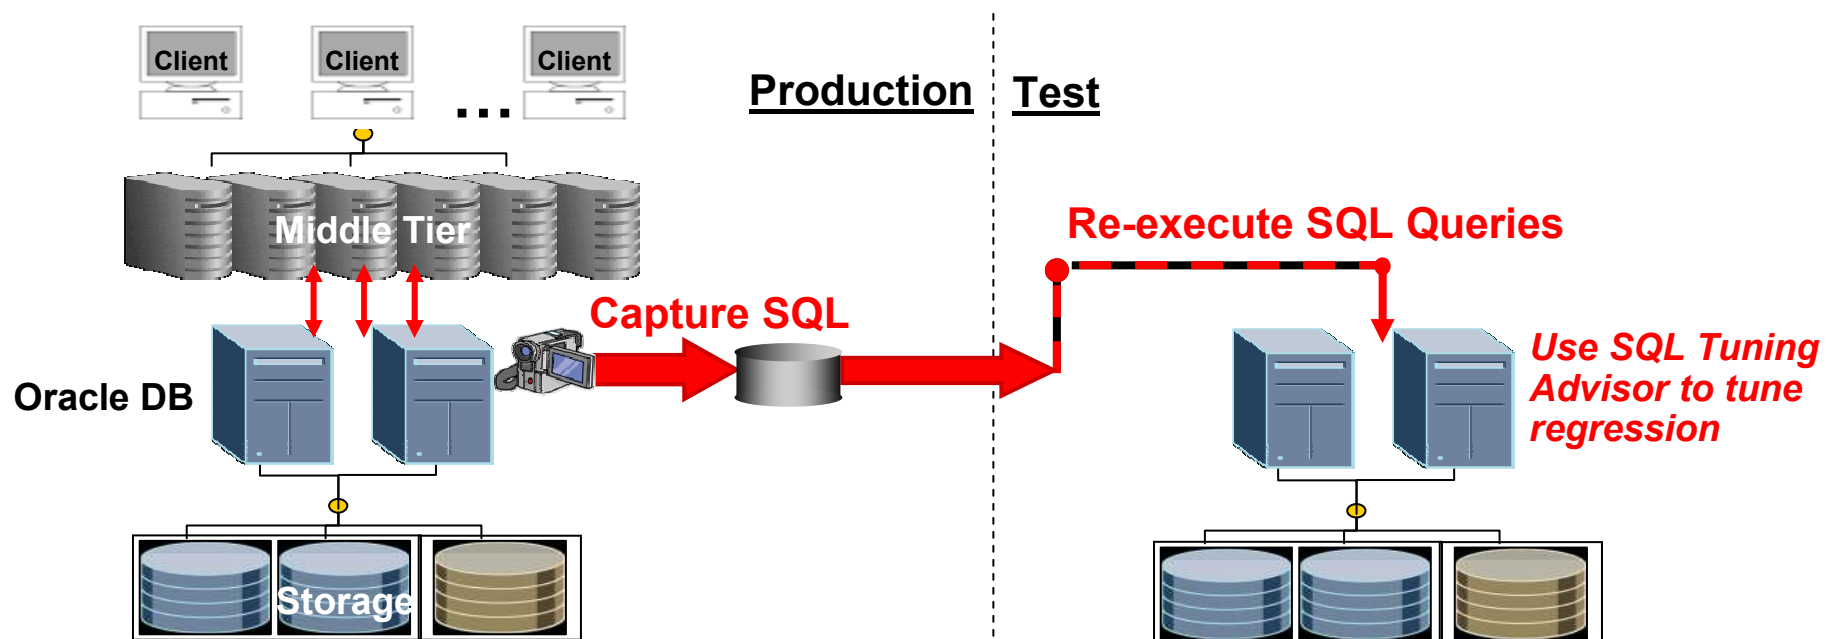 Client
Client
Client
...
Production
Test
Middle Tier
Re-execute SQL Queries
Capture SQL
Oracle DB
Use SQL Tuning
Advisor to tune
regression
Storage